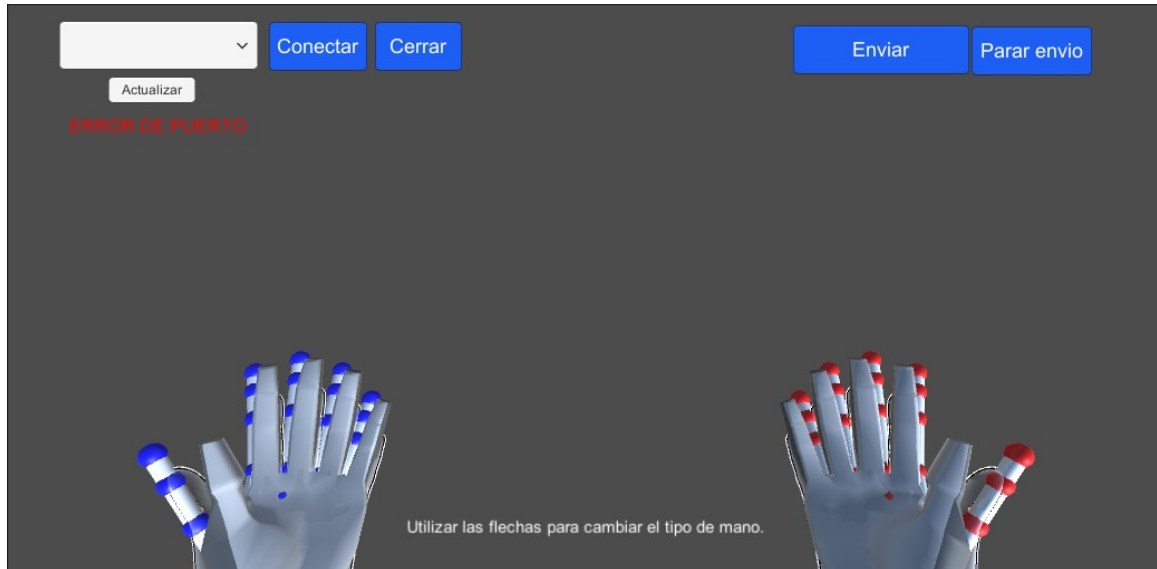 Conectar
Cerrar
Enviar
Parar envio
Actualizar
ERROR DE PUERTO
Utilizar las flechas para cambiar el tipo de mano.